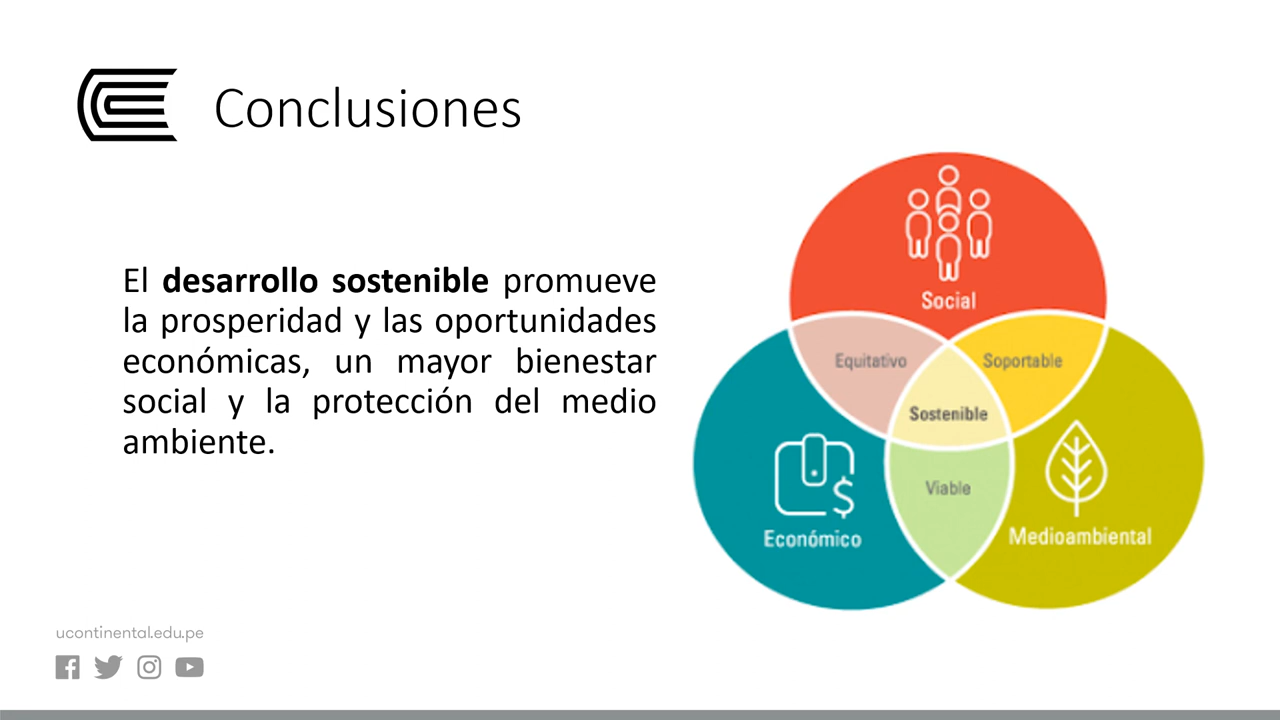 Conclusiones
El desarrollo sostenible promueve
la prosperidad y las oportunidades
económicas, un mayor bienestar
social y la protección del medio
ambiente.
Social
Equitativo
Soportable
Sostenible
Viable
Económico
Medioambiental
$
ucontinental.edu.pe